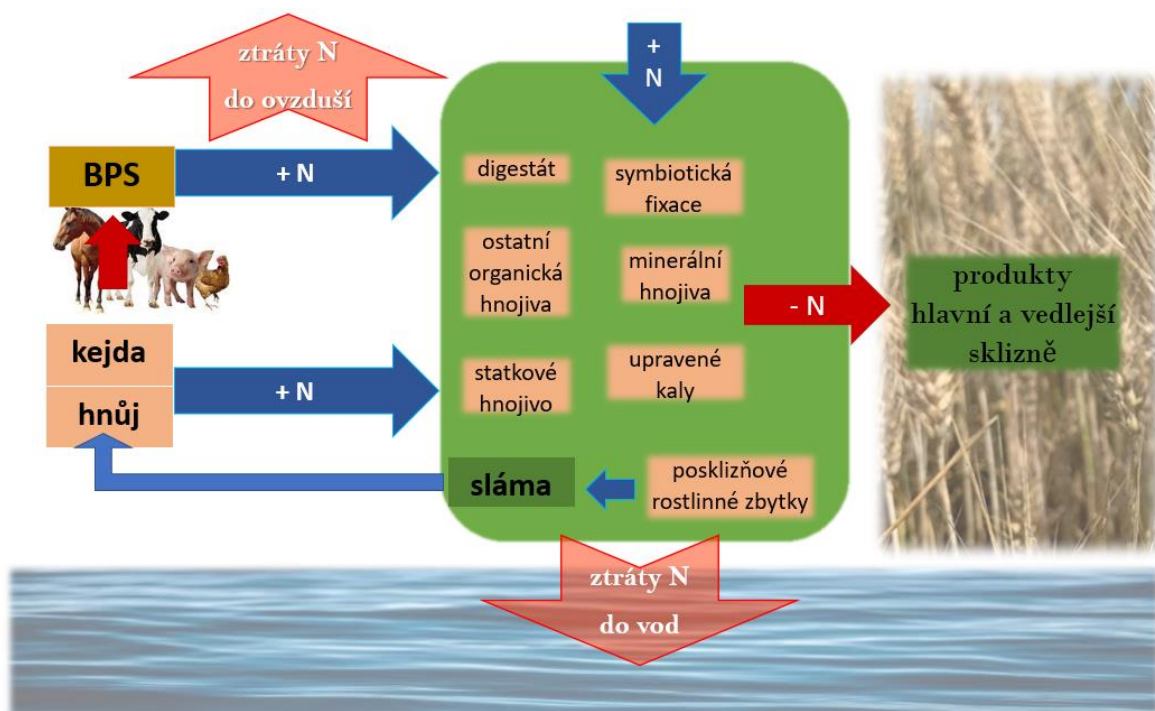 ztráty N
do ovzduší
+
N
BPS
+ N
digestát
symbiotická
fixace
ostatní
organická
hnojiva
minerální
hnojiva
- N
produkty
hlavní a vedlejší
sklizně
kejda
hnůj
+ N
statkové
hnojivo
upravené
kaly
sláma
posklizňové
rostlinné zbytky
ztráty N
do vod